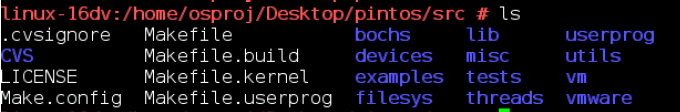 linux-16dv:/home/osproj/Desktop/pintos/src # ls
.cvsignore Makefile bochs lib userprog
CVS Makefile.build devices misc utils
LICENSE Makefile.kernel examples tests vm
Make.config Makefile.userprog filesys threads vmware